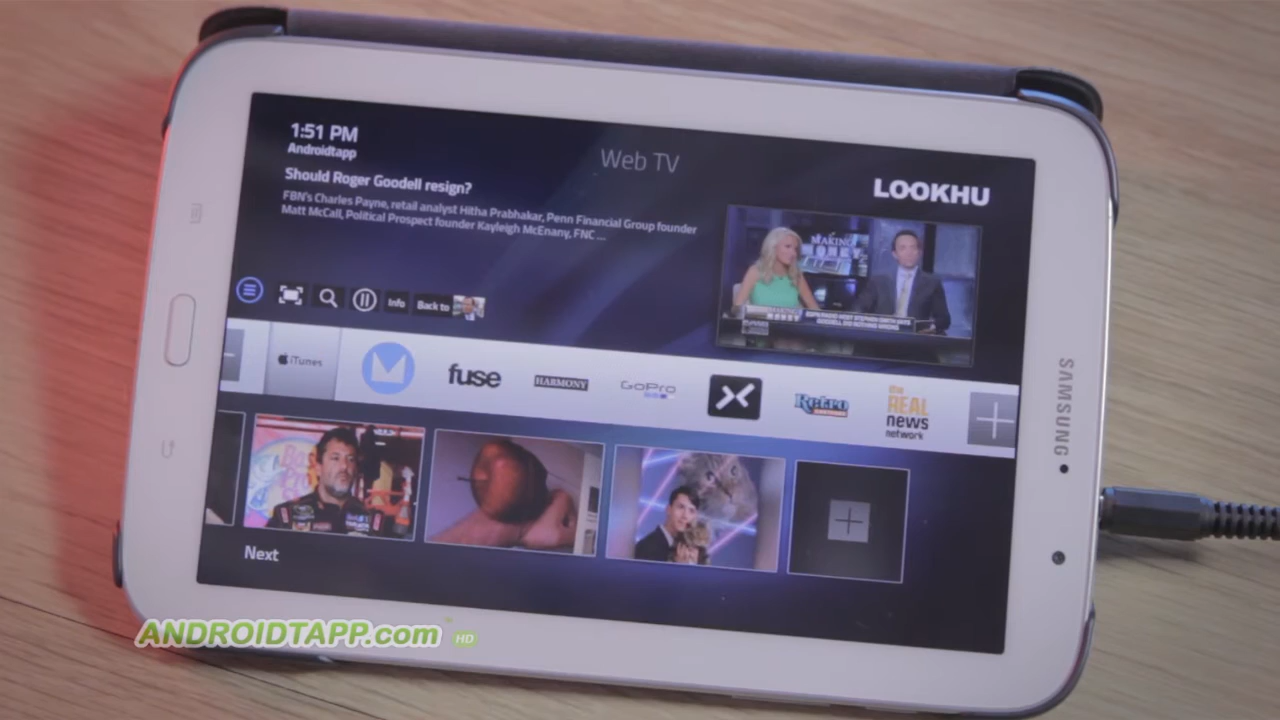 1:51 PM
Androidtapp
Web TV
LOOKHU
Should Roger Goodell resign?
FBN's Charles Payne, retail analyst Hitha Prabhakar, Penn Financial Group founder
Matt McCall, Political Prospect founder Kayleigh McEnany, FNC ...
MAKING
MONEY
Info
Back to
iTunes
fuse
HARMONY
GoPro
Retro
the
REAL
news
network
Next
SAMSUNG
ANDROIDTAPP.com
HD